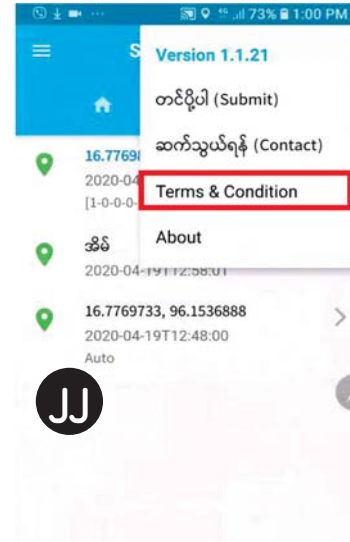 73% 1:00 PM
S
Version 1.1.21
တင်ပို့ပါ (Submit)
ဆက်သွယ်ရန် (Contact)
16.7769
2020-04
[1-0-0-0-
Terms & Condition
အိမ် About
2020-04-19T12:58:01
16.7769733, 96.1536888
2020-04-19T12:48:00
Auto
JJ